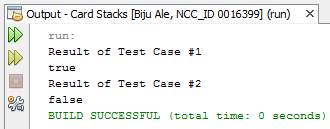 Output - Card Stacks [Biju Ale, NCC_ID 0016399] (run)
run:
Result of Test Case #1
true
Result of Test Case #2
false
BUILD SUCCESSFUL (total time: 0 seconds)